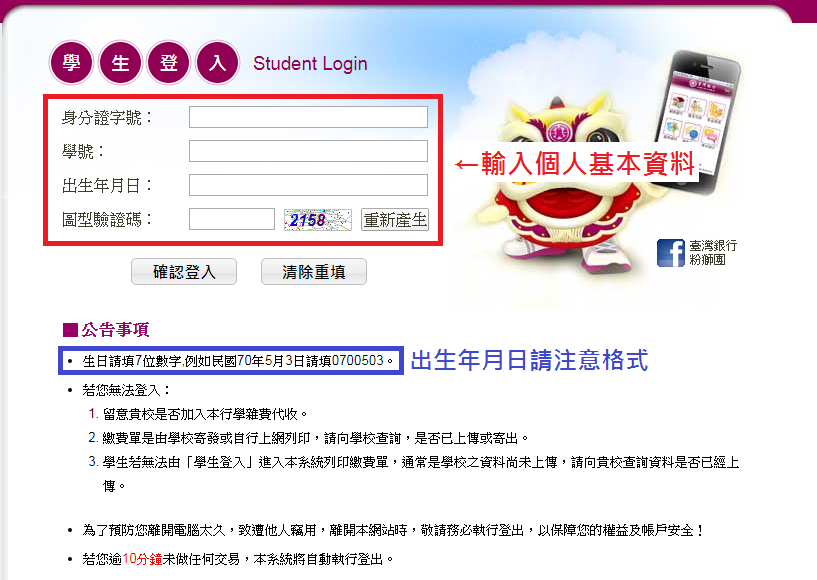 學生登入 Student Login
身分證字號：
←輸入個人基本資料
學號：
出生年月日：
圖型驗證碼： 2158 重新產生
臺灣銀行
粉獅團
確認登入 清除重填
公告事項
• 生日請填7位數字,例如民國70年5月3日請填0700503。
出生年月日請注意格式
• 若您無法登入：
1. 留意貴校是否加入本行學雜費代收。
2. 繳費單是由學校寄發或自行上網列印，請向學校查詢，是否已上傳或寄出。
3. 學生若無法由「學生登入」進入本系統列印繳費單，通常是學校之資料尚未上傳，請向貴校查詢資料是否已經上
傳。
• 為了預防您離開電腦太久，致遭他人竊用，離開本網站時，敬請務必執行登出，以保障您的權益及帳戶安全！
• 若您逾10分鐘未做任何交易，本系統將自動執行登出。